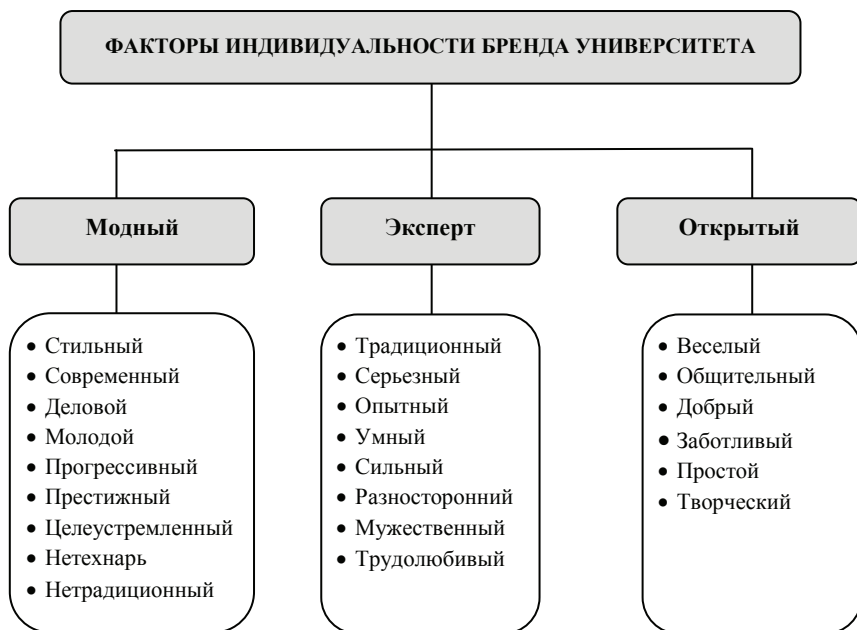 ФАКТОРЫ ИНДИВИДУАЛЬНОСТИ БРЕНДА УНИВЕРСИТЕТА
Модный
• Стильный
• Современный
• Деловой
• Молодой
• Прогрессивный
• Престижный
• Целеустремленный
• Нетехнарь
• Нетрадиционный
Эксперт
• Традиционный
• Серьезный
• Опытный
• Умный
• Сильный
• Разносторонний
• Мужественный
• Трудолюбивый
Открытый
• Веселый
• Общительный
• Добрый
• Заботливый
• Простой
• Творческий